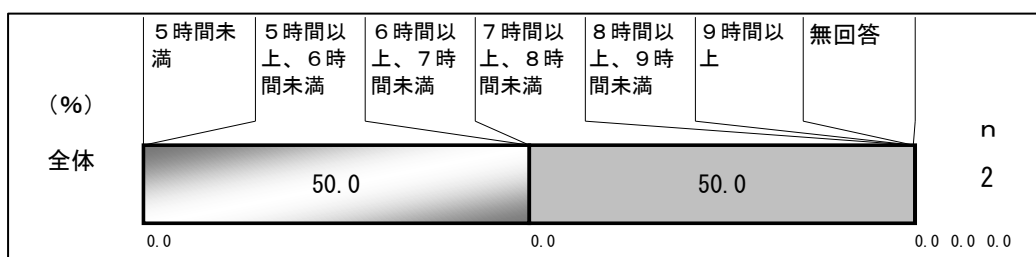 5時間未
満
5時間以
上、6時
間未満
6時間以
上、7時
間未満
7時間以
上、8時
間未満
8時間以
上、9時
間未満
9時間以
上
無回答
(%)
n
全体
50.0
50.0
2
0.0
0.0
0.0 0.0 0.0